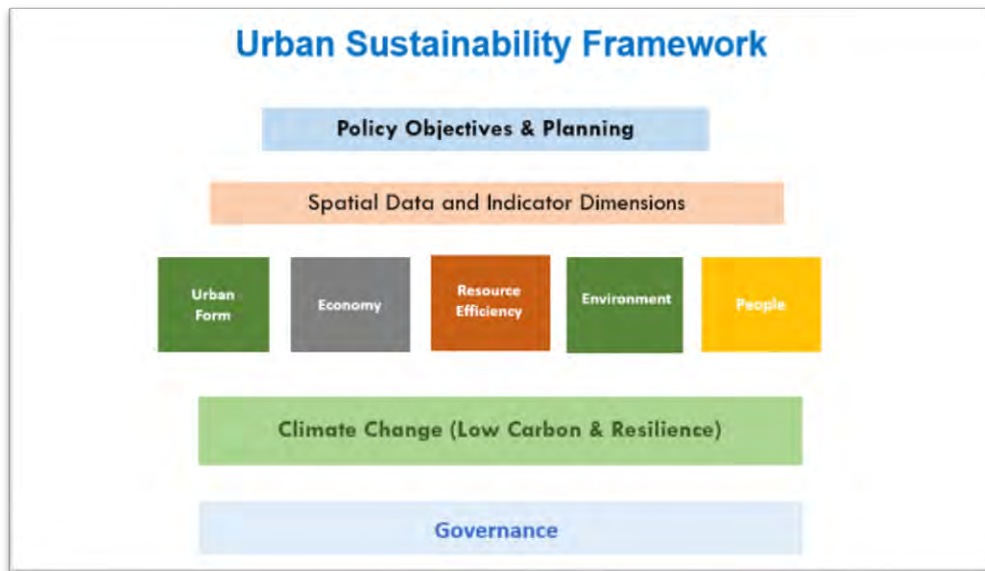 Urban Sustainability Framework
Policy Objectives & Planning
Spatial Data and Indicator Dimensions
Urban
Form
Economy
Resource
Efficiency
Environment
People
Climate Change (Low Carbon & Resilience)
Governance